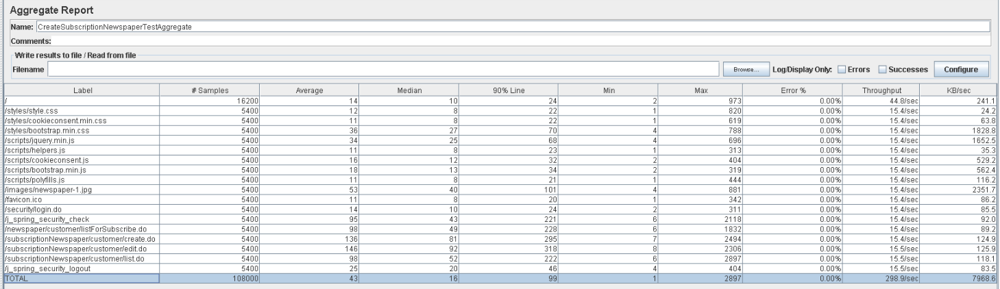 Aggregate Report
Name: CreateSubscriptionNewspaperTestAggregate
Comments:
Write results to file / Read from file
Filename Browse... Log/Display Only: Errors Successes Configure
Label # Samples Average Median 90% Line Min Max Error % Throughput KB/sec
/ 16200 14 10 24 2 973 0.00% 44.8/sec 241.1
/styles/style.css 5400 12 8 22 1 820 0.00% 15.4/sec 24.2
/styles/cookieconsent.min.css 5400 11 8 22 1 619 0.00% 15.4/sec 63.8
/styles/bootstrap.min.css 5400 36 27 70 4 788 0.00% 15.4/sec 1828.8
/scripts/jquery.min.js 5400 34 25 68 4 696 0.00% 15.4/sec 1652.5
/scripts/helpers.js 5400 11 8 23 1 313 0.00% 15.4/sec 35.3
/scripts/cookieconsent.js 5400 16 12 32 2 404 0.00% 15.4/sec 529.2
/scripts/bootstrap.min.js 5400 18 13 34 2 319 0.00% 15.4/sec 562.4
/scripts/polyfills.js 5400 11 8 21 1 444 0.00% 15.4/sec 116.2
/images/newspaper-1.jpg 5400 53 40 101 4 881 0.00% 15.4/sec 2351.7
/favicon.ico 5400 11 8 20 1 342 0.00% 15.4/sec 86.2
/security/login.do 5400 14 10 24 2 311 0.00% 15.4/sec 85.5
/j_spring_security_check 5400 95 43 221 6 2118 0.00% 15.4/sec 92.0
/newspaper/customer/listForSubscribe.do 5400 98 49 228 6 1832 0.00% 15.4/sec 89.2
/subscriptionNewspaper/customer/create.do 5400 136 81 295 7 2494 0.00% 15.4/sec 124.9
/subscriptionNewspaper/customer/edit.do 5400 146 92 318 8 2306 0.00% 15.4/sec 125.9
/subscriptionNewspaper/customer/list.do 5400 98 52 222 6 2897 0.00% 15.5/sec 118.1
/j_spring_security_logout 5400 25 20 46 4 404 0.00% 15.5/sec 83.5
TOTAL 108000 43 16 99 1 2897 0.00% 298.9/sec 7968.6